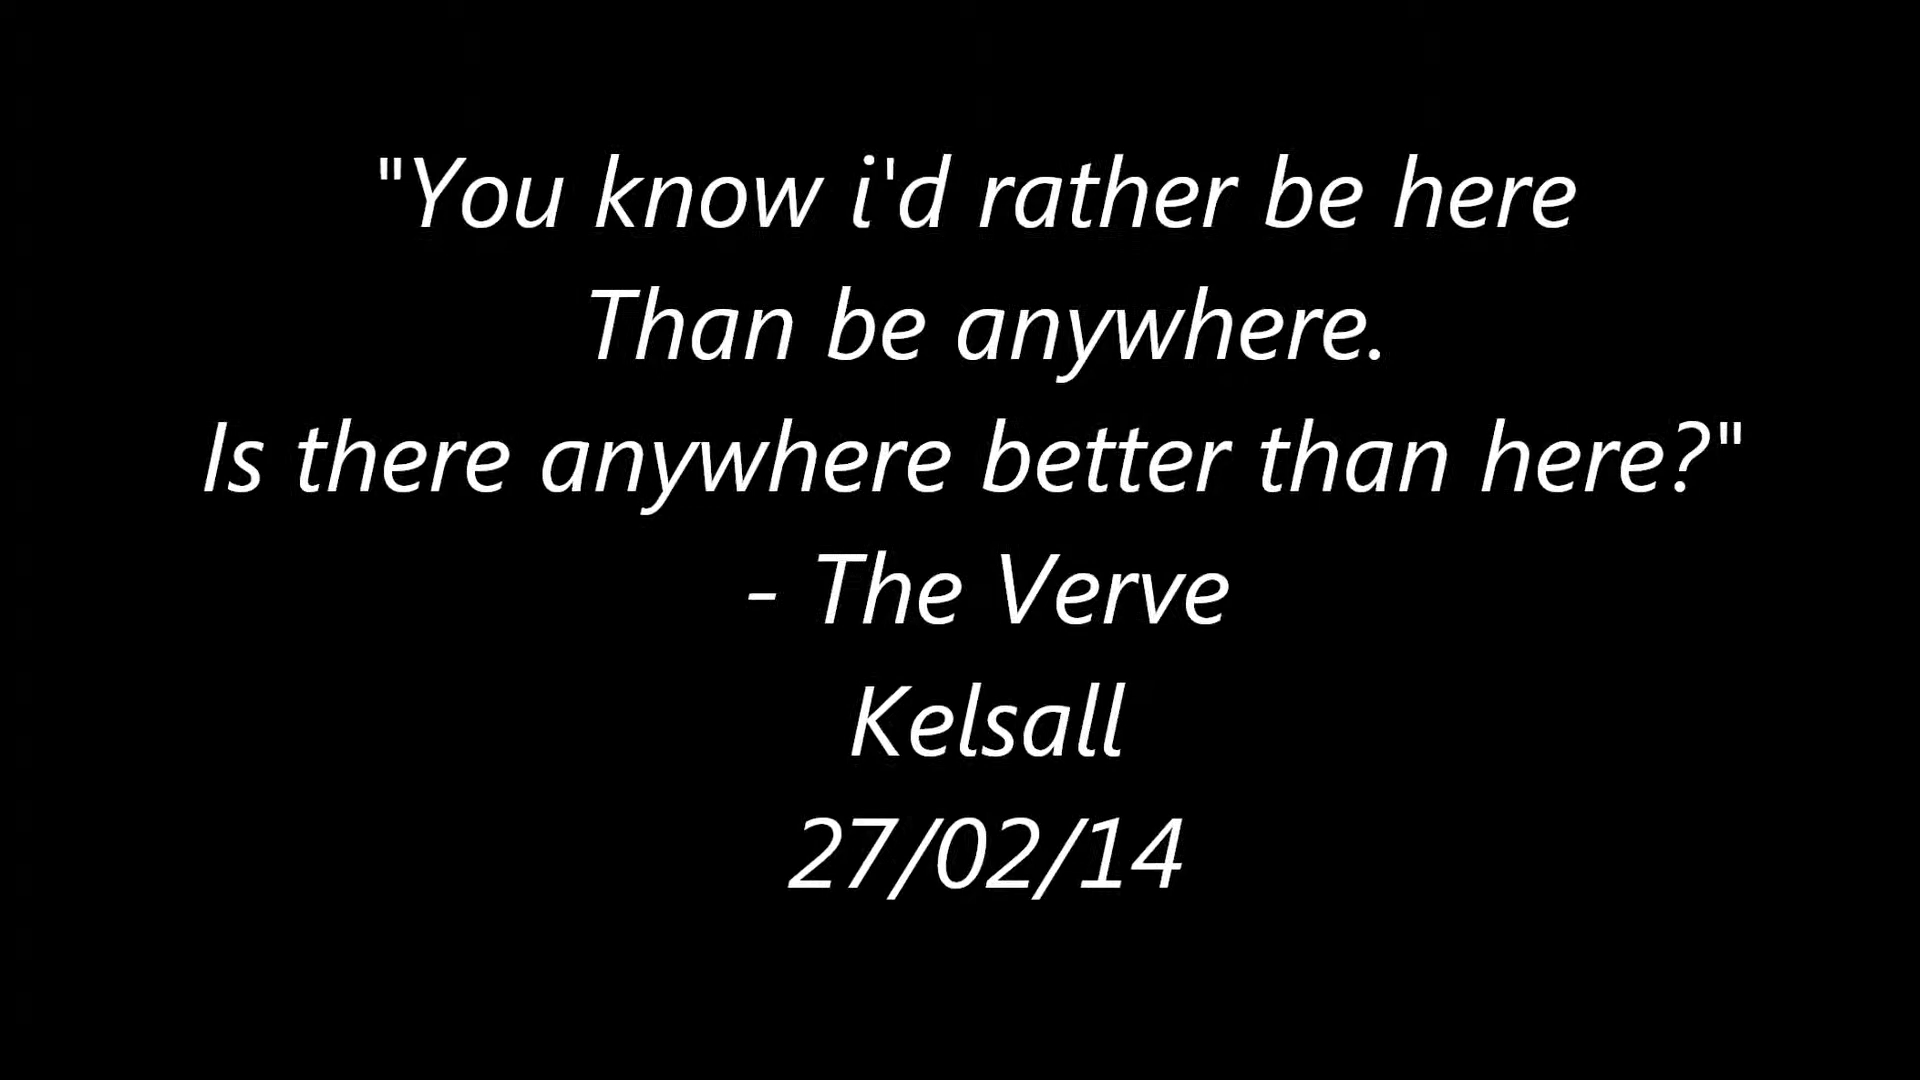 "You know i'd rather be here
Than be anywhere.
Is there anywhere better than here?"
- The Verve
Kelsall
27/02/14